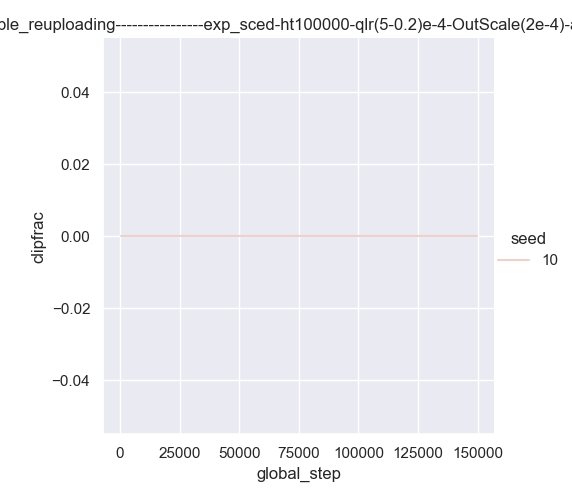 ble_reuploading----------------exp_sced-ht100000-qlr(5-0.2)e-4-OutScale(2e-4)-a
0.04
0.02
0.00
−0.02
−0.04
clipfrac
seed
10
0 25000 50000 75000 100000 125000 150000
global_step